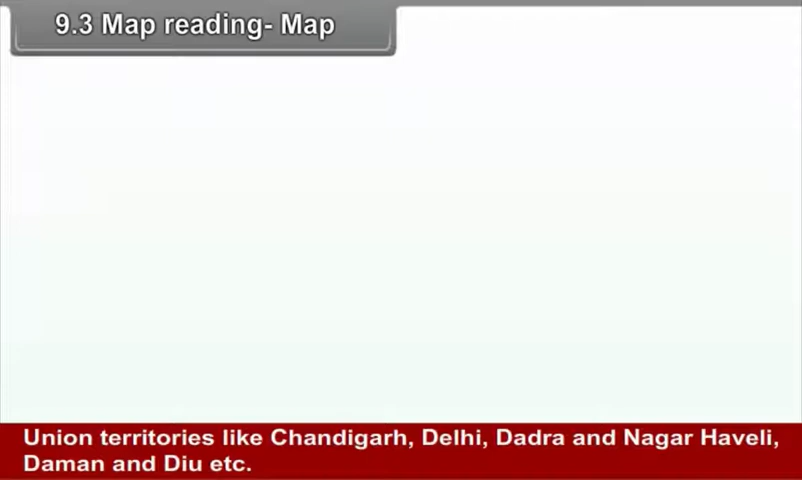 9.3 Map reading- Map
Union territories like Chandigarh, Delhi, Dadra and Nagar Haveli,
Daman and Diu etc.